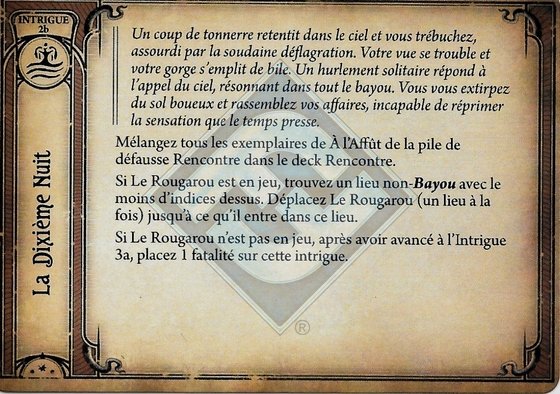 INTRIGUE
2b
La Dixième Nuit
Un coup de tonnerre retentit dans le ciel et vous trébuchez,
assourdi par la soudaine déflagration. Votre vue se trouble et
votre gorge s'emplit de bile. Un hurlement solitaire répond à
l'appel du ciel, résonnant dans tout le bayou. Vous vous extirpez
du sol boueux et rassemblez vos affaires, incapable de réprimer
la sensation que le temps presse.
Mélangez tous les exemplaires de À l'Affût de la pile de
défausse Rencontre dans le deck Rencontre.
Si Le Rougarou est en jeu, trouvez un lieu non-Bayou avec le
moins d'indices dessus. Déplacez Le Rougarou (un lieu à la
fois) jusqu'à ce qu'il entre dans ce lieu.
Si Le Rougarou n'est pas en jeu, après avoir avancé à l'Intrigue
3a, placez 1 fatalité sur cette intrigue.
®